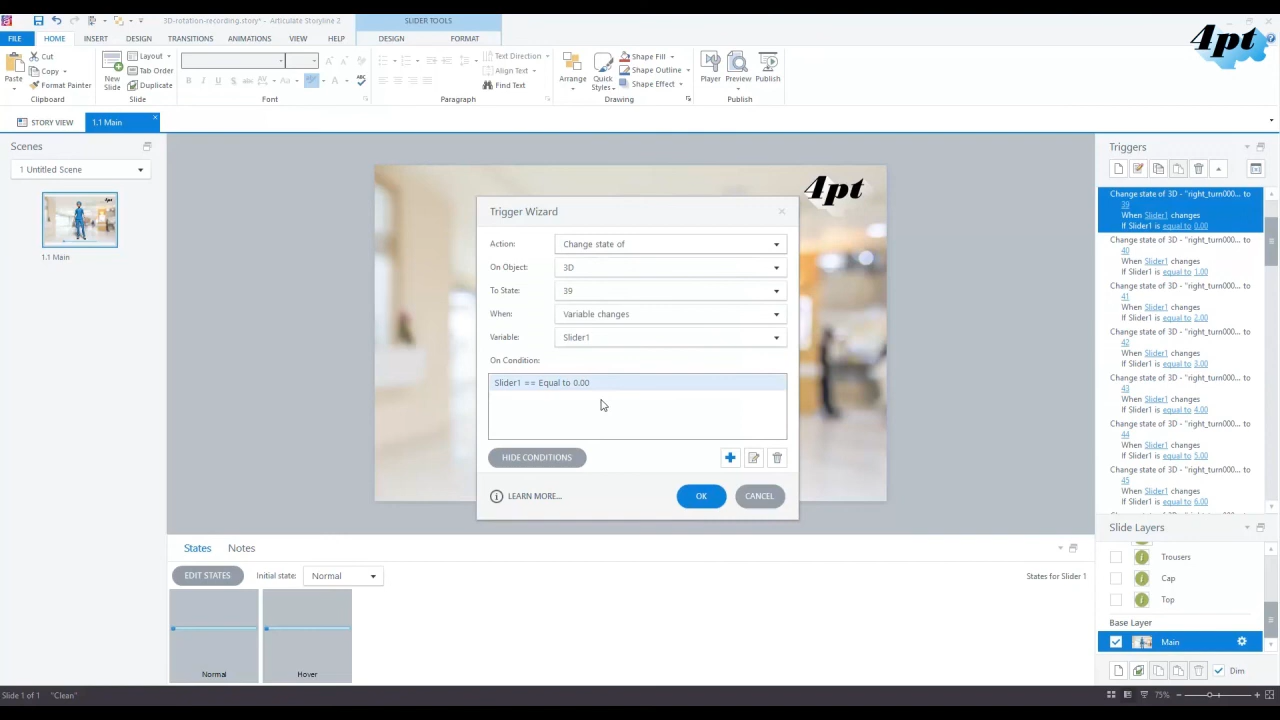 3D-rotation-recording.story* - Articulate Storyline 2
SLIDER TOOLS
FILE
HOME
INSERT
DESIGN
TRANSITIONS
ANIMATIONS
VIEW
HELP
DESIGN
FORMAT
4pt
Paste
Cut
Copy
Format Painter
Clipboard
New
Slide
Layout
Tab Order
Duplicate
Slide
Font
Text Direction
Align Text
Find Text
Paragraph
Arrange
Quick
Styles
Shape Fill
Shape Outline
Shape Effect
Drawing
Player
Preview
Publish
Publish
STORY VIEW
1.1 Main
Scenes
1 Untitled Scene
1.1 Main
4pt
Trigger Wizard
Action:
Change state of
On Object:
3D
To State:
39
When:
Variable changes
Variable:
Slider1
On Condition:
Slider1 == Equal to 0.00
HIDE CONDITIONS
LEARN MORE...
OK
CANCEL
Triggers
Change state of 3D - "right_turn000... to
39
When Slider1 changes
If Slider1 is equal to 0.00
Change state of 3D - "right_turn000... to
40
When Slider1 changes
If Slider1 is equal to 1.00
Change state of 3D - "right_turn000... to
41
When Slider1 changes
If Slider1 is equal to 2.00
Change state of 3D - "right_turn000... to
42
When Slider1 changes
If Slider1 is equal to 3.00
Change state of 3D - "right_turn000... to
43
When Slider1 changes
If Slider1 is equal to 4.00
Change state of 3D - "right_turn000... to
44
When Slider1 changes
If Slider1 is equal to 5.00
Change state of 3D - "right_turn000... to
45
When Slider1 changes
If Slider1 is equal to 6.00
Slide Layers
Trousers
Cap
Top
Base Layer
Main
Dim
States
Notes
EDIT STATES
Initial state:
Normal
States for Slider 1
Normal
Hover
Slide 1 of 1
"Clean"
75%